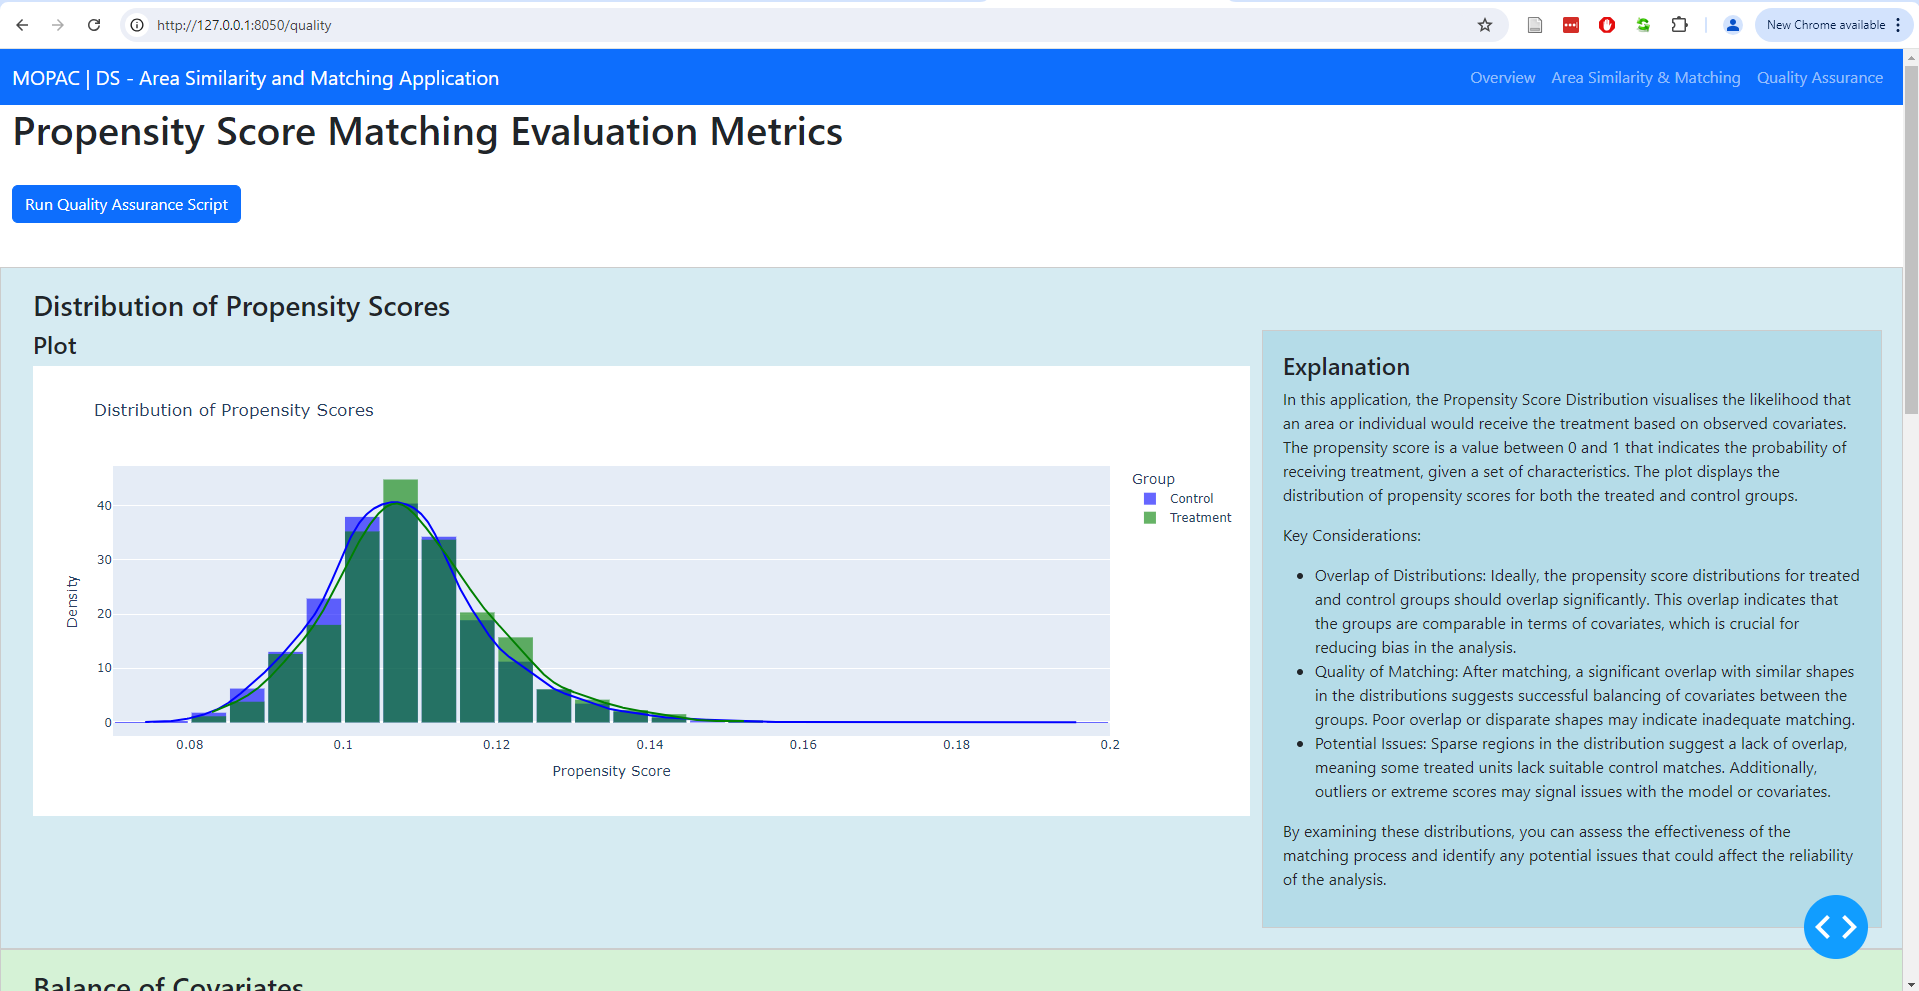 http://127.0.0.1:8050/quality
New Chrome available
MOPAC | DS - Area Similarity and Matching Application
Overview
Area Similarity & Matching
Quality Assurance
Propensity Score Matching Evaluation Metrics
Run Quality Assurance Script
Distribution of Propensity Scores
Plot
Distribution of Propensity Scores
Density
40
30
20
10
0
0.08
0.1
0.12
0.14
0.16
0.18
0.2
Propensity Score
Group
Control
Treatment
Explanation
In this application, the Propensity Score Distribution visualises the likelihood that
an area or individual would receive the treatment based on observed covariates.
The propensity score is a value between 0 and 1 that indicates the probability of
receiving treatment, given a set of characteristics. The plot displays the
distribution of propensity scores for both the treated and control groups.
Key Considerations:
• Overlap of Distributions: Ideally, the propensity score distributions for treated
and control groups should overlap significantly. This overlap indicates that
the groups are comparable in terms of covariates, which is crucial for
reducing bias in the analysis.
• Quality of Matching: After matching, a significant overlap with similar shapes
in the distributions suggests successful balancing of covariates between the
groups. Poor overlap or disparate shapes may indicate inadequate matching.
• Potential Issues: Sparse regions in the distribution suggest a lack of overlap,
meaning some treated units lack suitable control matches. Additionally,
outliers or extreme scores may signal issues with the model or covariates.
By examining these distributions, you can assess the effectiveness of the
matching process and identify any potential issues that could affect the reliability
of the analysis.
Balance of Covariates